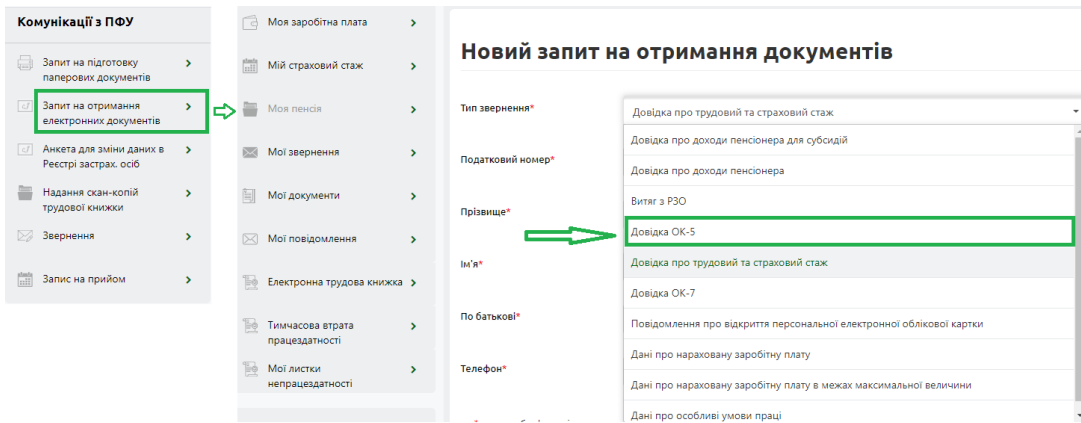 Комунікації з ПФУ
Запит на підготовку
паперових документів
Запит на отримання
електронних документів
Анкета для зміни даних в
Реєстрі застрах. осіб
Надання скан-копій
трудової книжки
Звернення
Запис на прийом
Моя заробітна плата
Мій страховий стаж
Моя пенсія
Мої звернення
Мої документи
Мої повідомлення
Електронна трудова книжка
Тимчасова втрата
працездатності
Мої листки
непрацездатності
Новий запит на отримання документів
Тип звернення*
Довідка про трудовий та страховий стаж
Податковий номер*
Прізвище*
Ім'я*
По батькові*
Телефон*
Довідка про доходи пенсіонера для субсидій
Довідка про доходи пенсіонера
Витяг з РЗО
Довідка ОК-5
Довідка про трудовий та страховий стаж
Довідка ОК-7
Повідомлення про відкриття персональної електронної облікової картки
Дані про нараховану заробітну плату
Дані про нараховану заробітну плату в межах максимальної величини
Дані про особливі умови праці